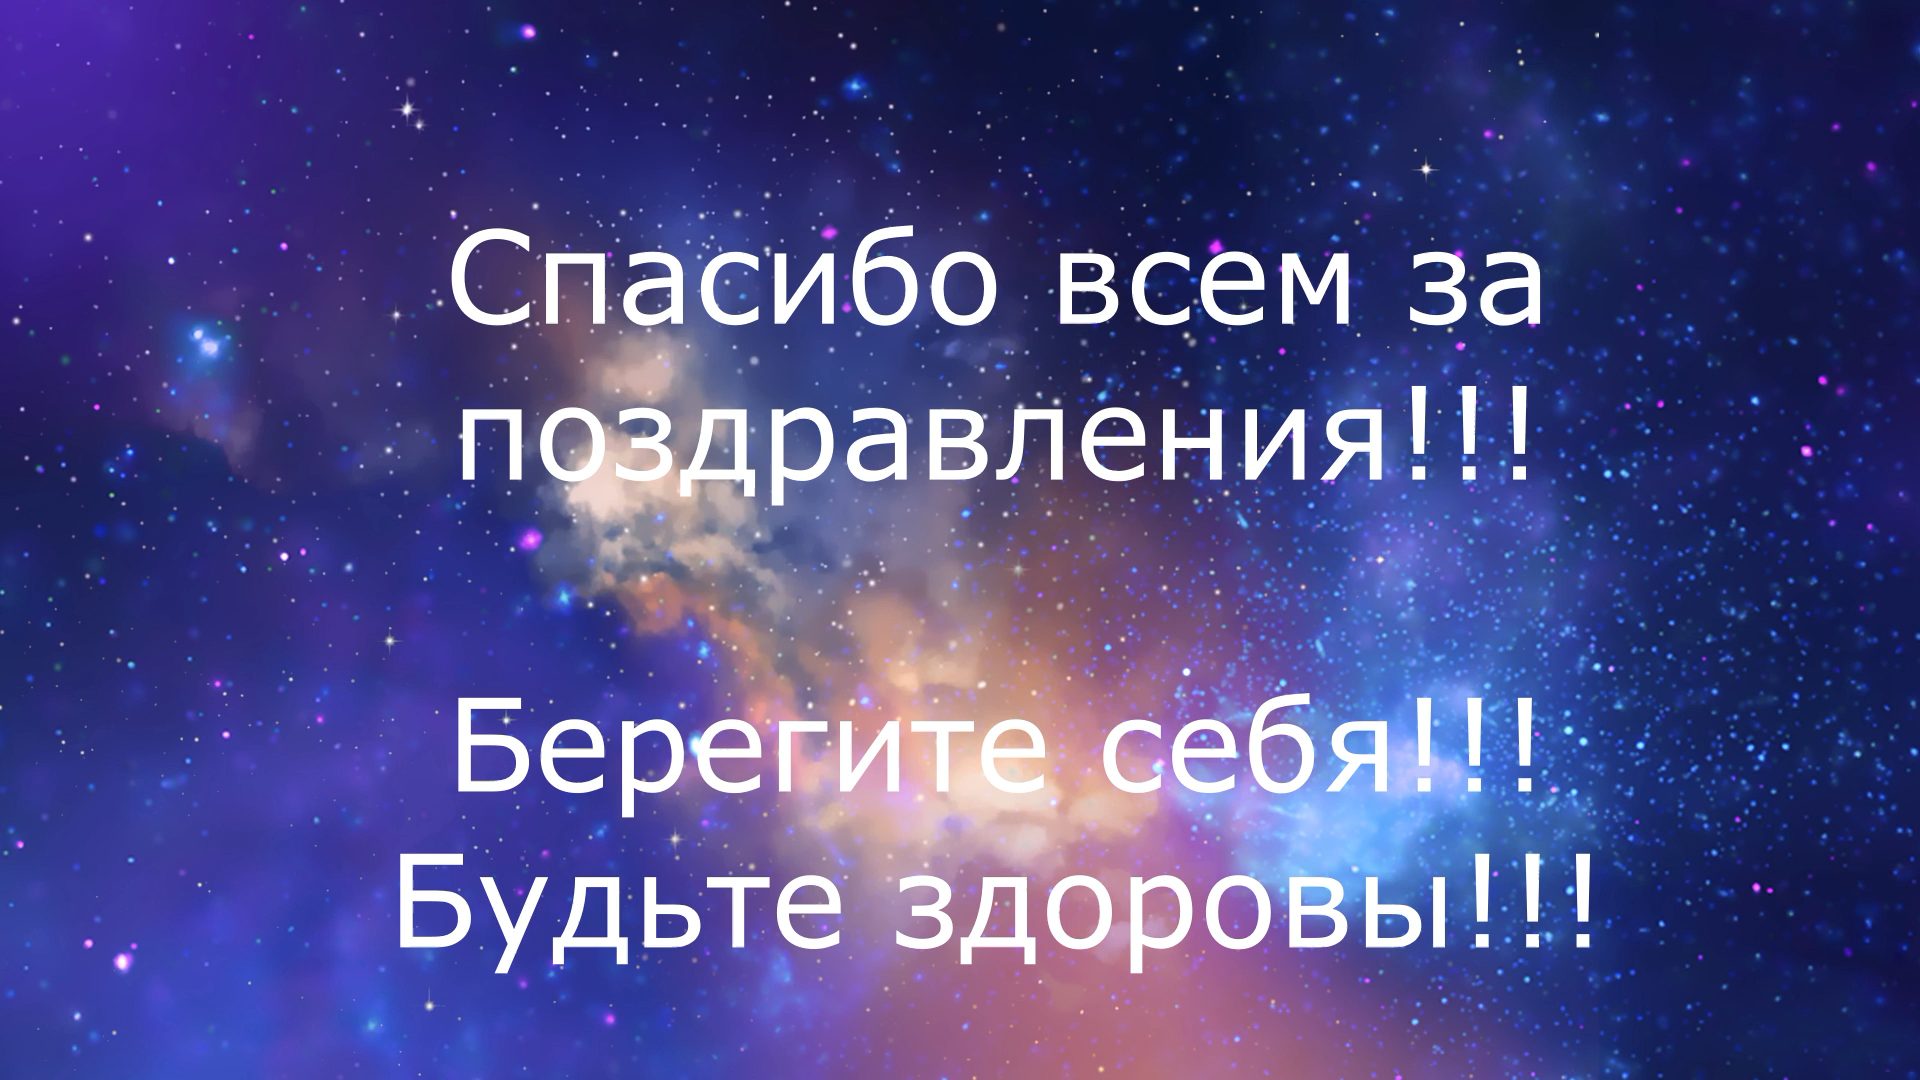 Спасибо всем за
поздравления!!!
Берегите себя!!!
Будьте здоровы!!!